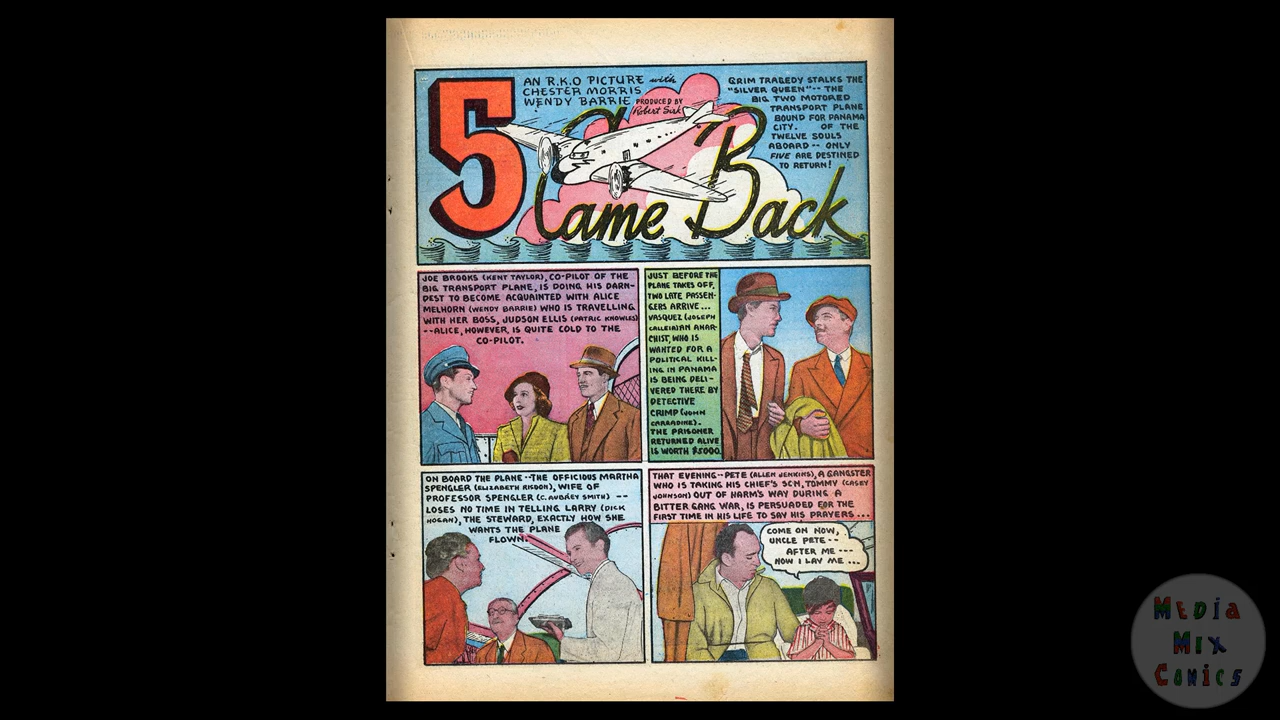 5 Came Back
AN R.K.O PICTURE with
CHESTER MORRIS
WENDY BARRIE PRODUCED BY
Robert Sisk
GRIM TRAGEDY STALKS THE
"SILVER QUEEN"-- THE
BIG TWO MOTORED
TRANSPORT PLANE
BOUND FOR PANAMA
CITY. OF THE
TWELVE SOULS
ABOARD -- ONLY
FIVE ARE DESTINED
TO RETURN!
JOE BROOKS (KENT TAYLOR), CO-PILOT OF THE
BIG TRANSPORT PLANE, IS DOING HIS DARN-
DEST TO BECOME ACQUAINTED WITH ALICE
MELHORN (WENDY BARRIE) WHO IS TRAVELLING
WITH HER BOSS, JUDSON ELLIS (PATRIC KNOWLES)
--ALICE, HOWEVER, IS QUITE COLD TO THE
CO-PILOT.
JUST BEFORE THE
PLANE TAKES OFF,
TWO LATE PASSEN-
GERS ARRIVE...
VASQUEZ (JOSEPH
CALLEIA) AN ANAR-
CHIST, WHO IS
WANTED FOR A
POLITICAL KILL-
ING IN PANAMA
IS BEING DELI-
VERED THERE BY
DETECTIVE
CRIMP (JOHN
CARRADINE).
THE PRISONER
RETURNED ALIVE
IS WORTH $5000.
ON BOARD THE PLANE--THE OFFICIOUS MARTHA
SPENGLER (ELIZABETH RISDON), WIFE OF
PROFESSOR SPENGLER (C. AUBREY SMITH) --
LOSES NO TIME IN TELLING LARRY (DICK
HOGAN), THE STEWARD, EXACTLY HOW SHE
WANTS THE PLANE
FLOWN.
THAT EVENING--PETE (ALLEN JENKINS), A GANGSTER
WHO IS TAKING HIS CHIEF'S SON, TOMMY (CASEY
JOHNSON) OUT OF HARM'S WAY DURING A
BITTER GANG WAR, IS PERSUADED FOR THE
FIRST TIME IN HIS LIFE TO SAY HIS PRAYERS...
COME ON NOW,
UNCLE PETE--
AFTER ME ---
NOW I LAY ME ...
MEDiA
MiX
COMiCS